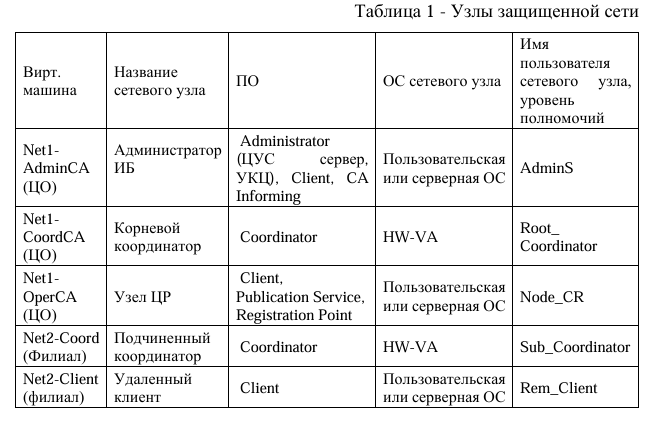 Таблица 1 - Узлы защищенной сети
Вирт.
машина
Название
сетевого узла
ПО
ОС сетевого узла
Имя
пользователя
сетевого узла,
уровень
полномочий
Net1-
AdminCA
(ЦО)
Администратор
ИБ
Administrator
(ЦУС сервер,
УКЦ), Client, CA
Informing
Пользовательская
или серверная ОС
AdminS
Net1-
CoordCA
(ЦО)
Корневой
координатор
Coordinator
HW-VA
Root_
Coordinator
Net1-
OperCA
(ЦО)
Узел ЦР
Client,
Publication Service,
Registration Point
Пользовательская
или серверная ОС
Node_CR
Net2-Coord
(Филиал)
Подчиненный
координатор
Coordinator
HW-VA
Sub_Coordinator
Net2-Client
(филиал)
Удаленный
клиент
Client
Пользовательская
или серверная ОС
Rem_Client